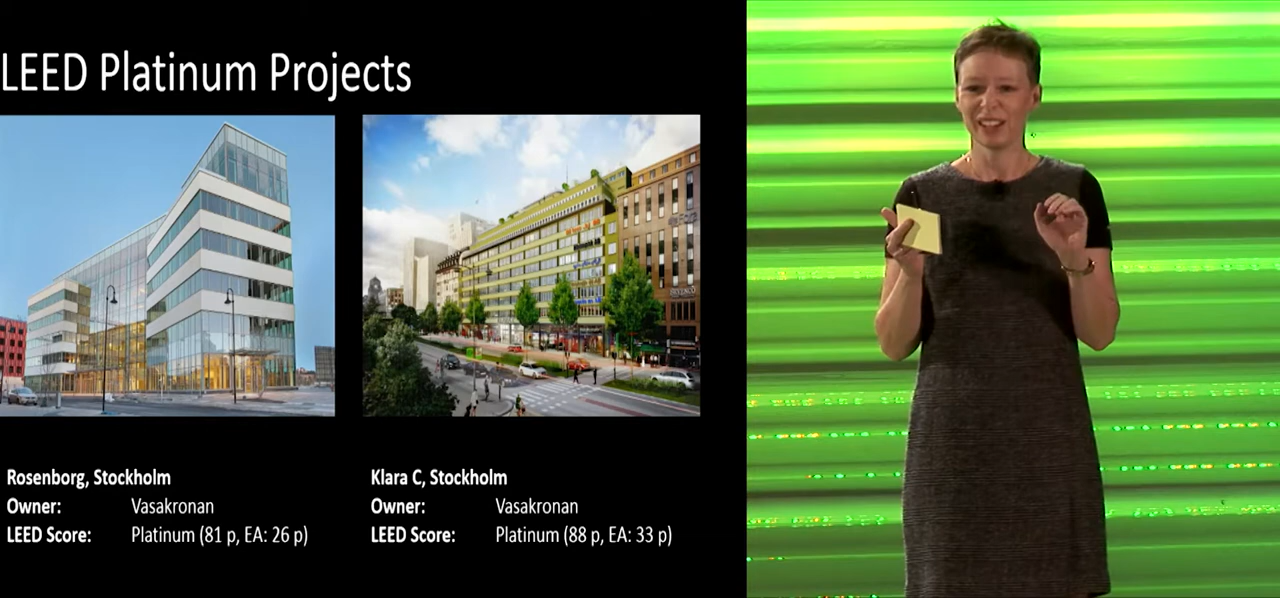 LEED Platinum Projects
Rosenborg, Stockholm
Owner: Vasakronan
LEED Score: Platinum (81 p, EA: 26 p)
Klara C, Stockholm
Owner: Vasakronan
LEED Score: Platinum (88 p, EA: 33 p)